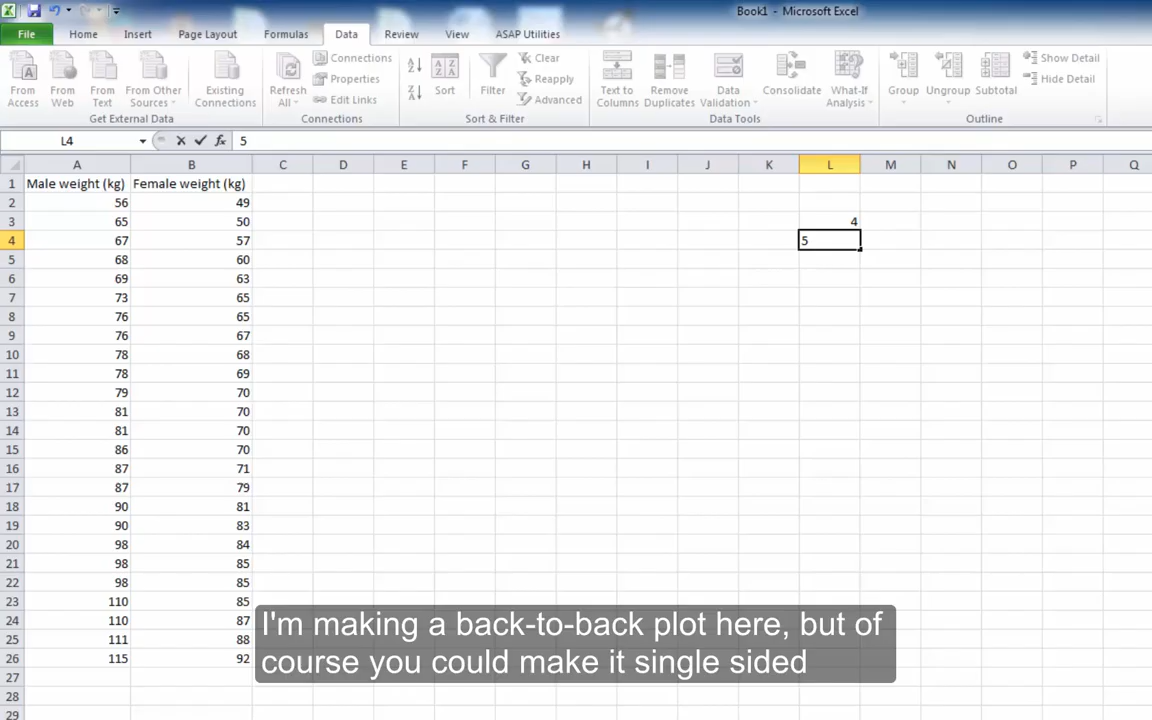 Book1 - Microsoft Excel
File Home Insert Page Layout Formulas Data Review View ASAP Utilities
From Access
From Web
From Text
From Other Sources
Existing Connections
Get External Data
Refresh All
Connections
Properties
Edit Links
Connections
Sort
Filter
Clear
Reapply
Advanced
Sort & Filter
Text to Columns
Remove Duplicates
Data Validation
Consolidate
What-If Analysis
Data Tools
Group
Ungroup
Subtotal
Show Detail
Hide Detail
Outline
L4 fx 5
A B C D E F G H I J K L M N O P Q
1 Male weight (kg) Female weight (kg)
2 56 49
3 65 50 4
4 67 57 5
5 68 60
6 69 63
7 73 65
8 76 65
9 76 67
10 78 68
11 78 69
12 79 70
13 81 70
14 81 70
15 86 70
16 87 71
17 87 79
18 90 81
19 90 83
20 98 84
21 98 85
22 98 85
23 110 85
24 110 87
25 111 88
26 115 92
27
28
29
I'm making a back-to-back plot here, but of
course you could make it single sided